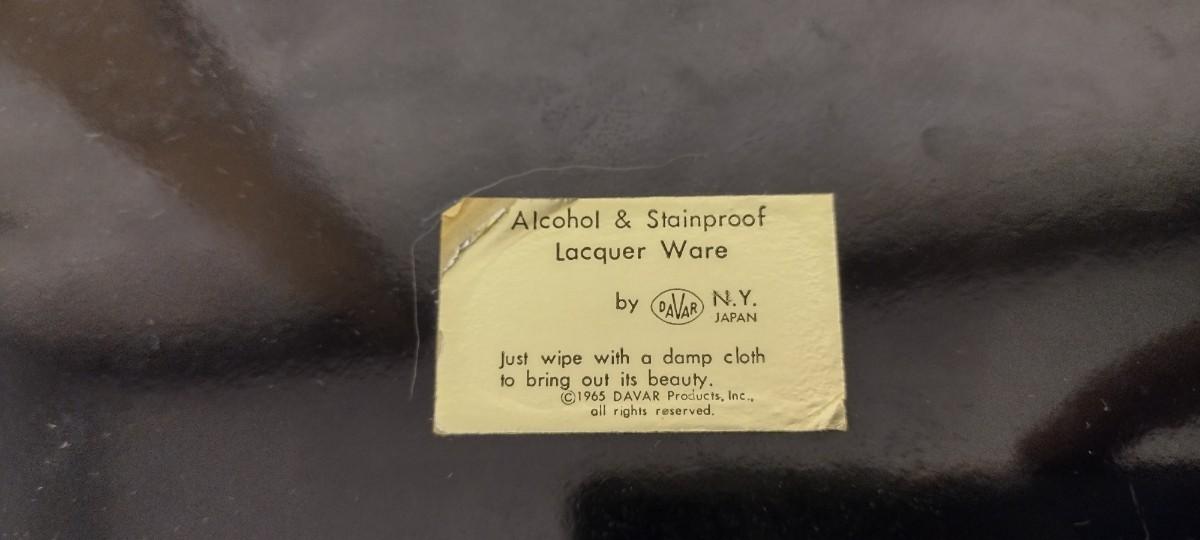 Alcohol & Stainproof
Lacquer Ware
by DAVAR N.Y.
JAPAN
Just wipe with a damp cloth
to bring out its beauty.
©1965 DAVAR Products, Inc.,
all rights reserved.